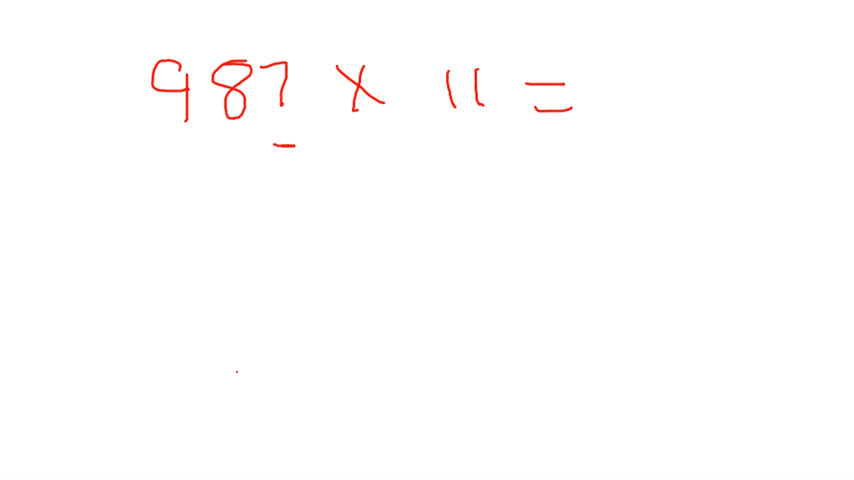 987 × 11 =